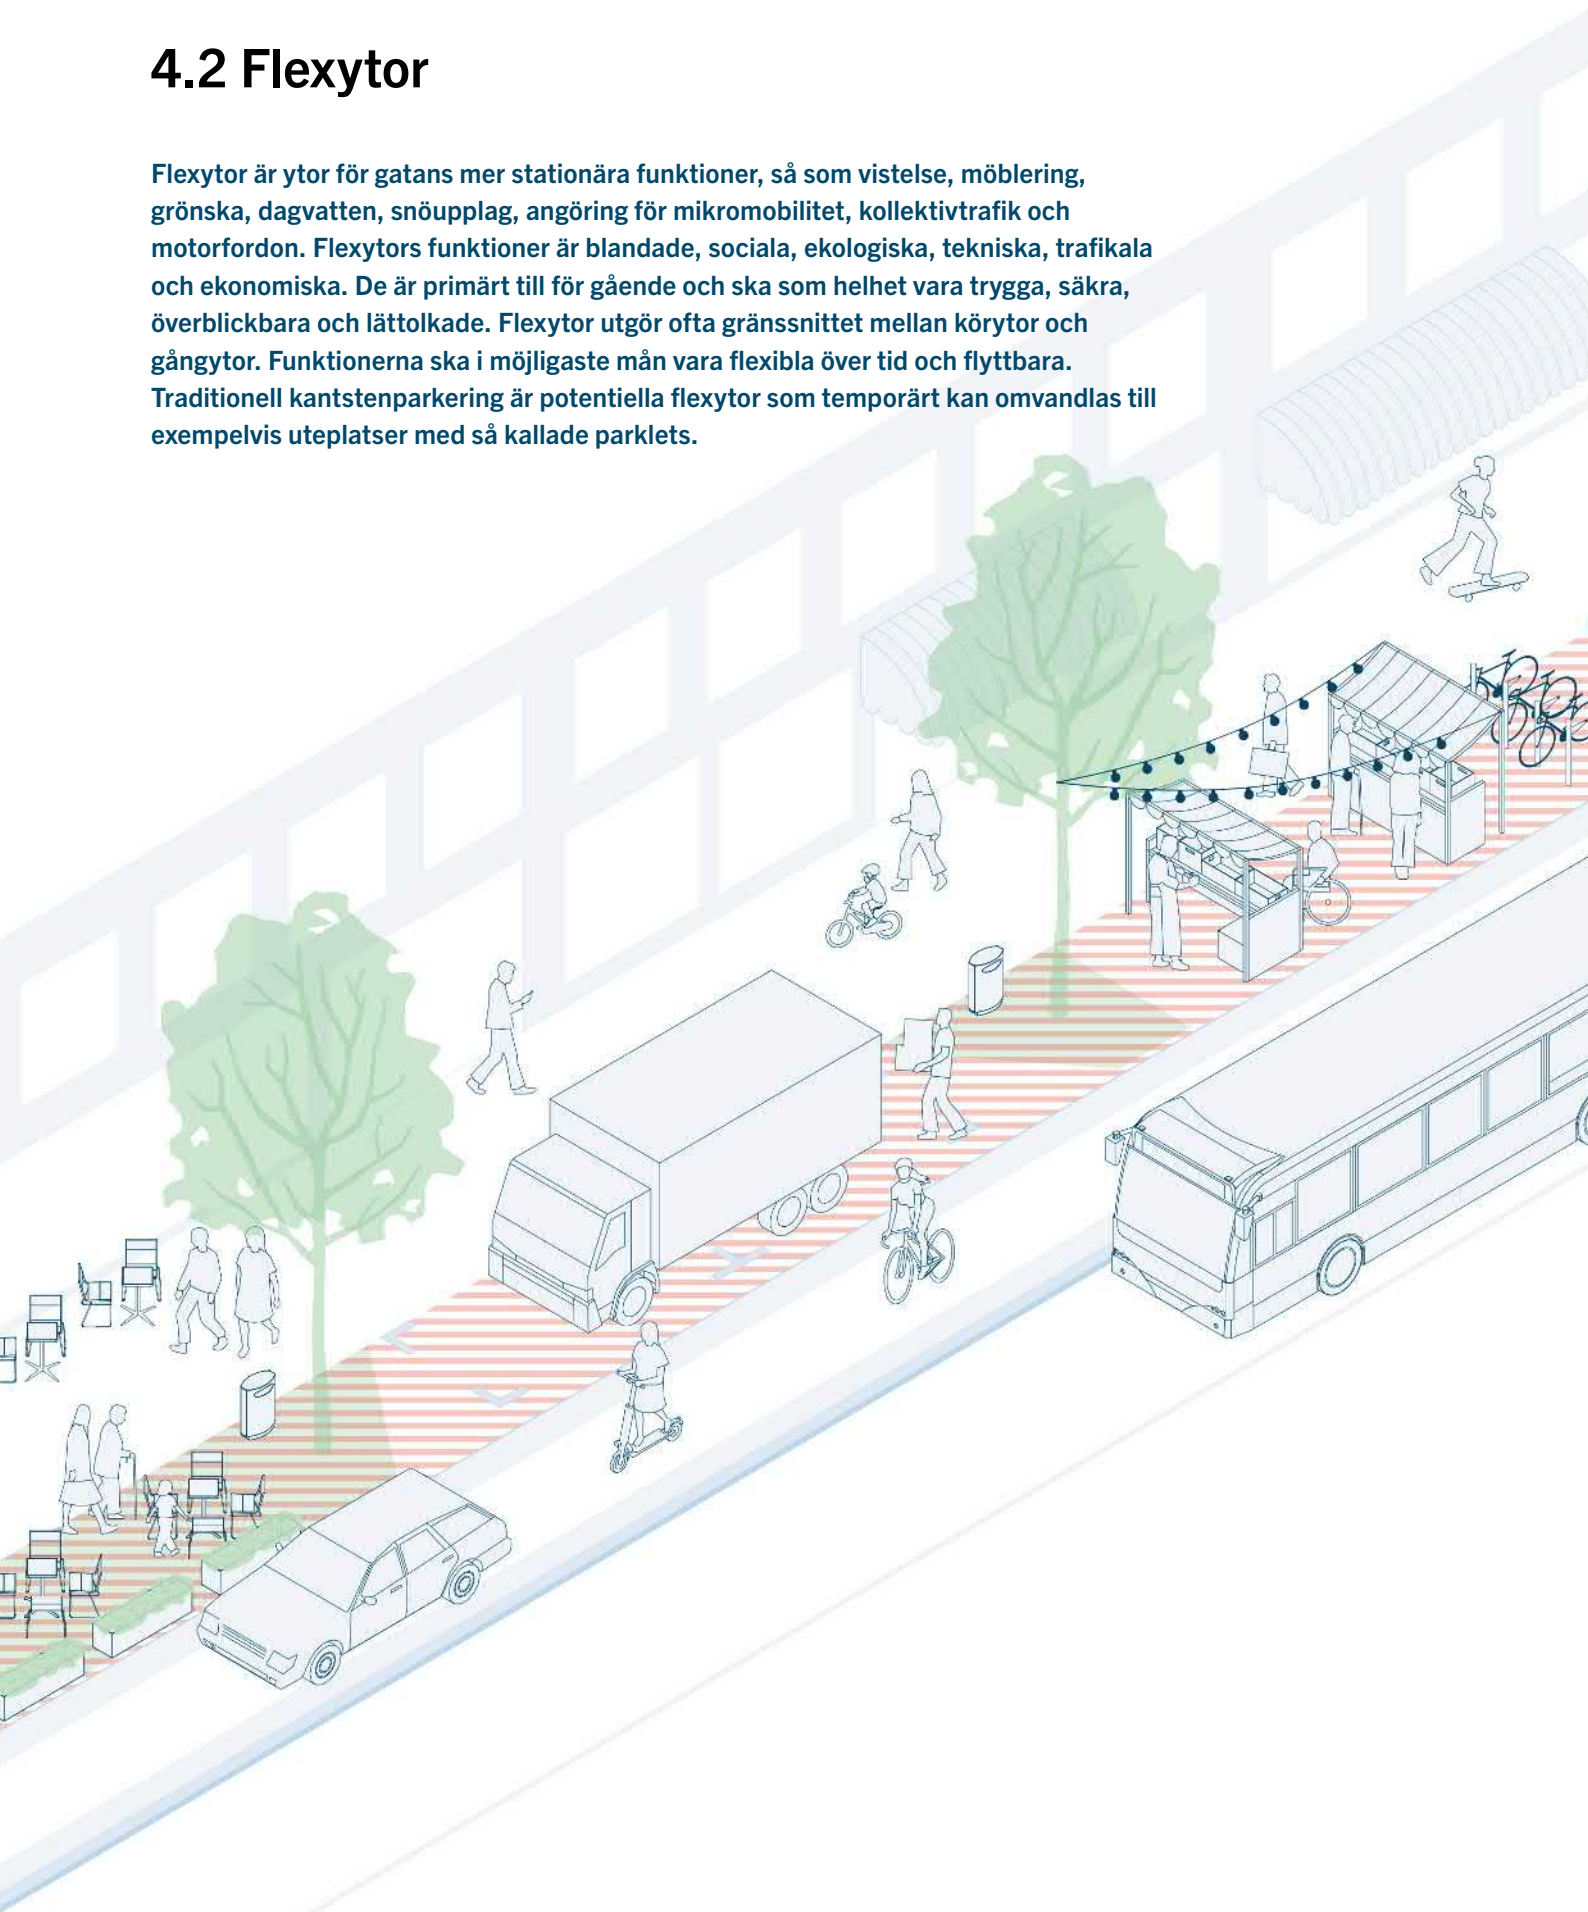 4.2 Flexytor
Flexytor är ytor för gatans mer stationära funktioner, så som vistelse, möblering,
grönska, dagvatten, snöupplag, angöring för mikromobilitet, kollektivtrafik och
motorfordon. Flexytors funktioner är blandade, sociala, ekologiska, tekniska, trafikala
och ekonomiska. De är primärt till för gående och ska som helhet vara trygga, säkra,
överblickbara och lättolkade. Flexytor utgör ofta gränssnittet mellan körytor och
gångytor. Funktionerna ska i möjligaste mån vara flexibla över tid och flyttbara.
Traditionell kantstenparkering är potentiella flexytor som temporärt kan omvandlas till
exempelvis uteplatser med så kallade parklets.